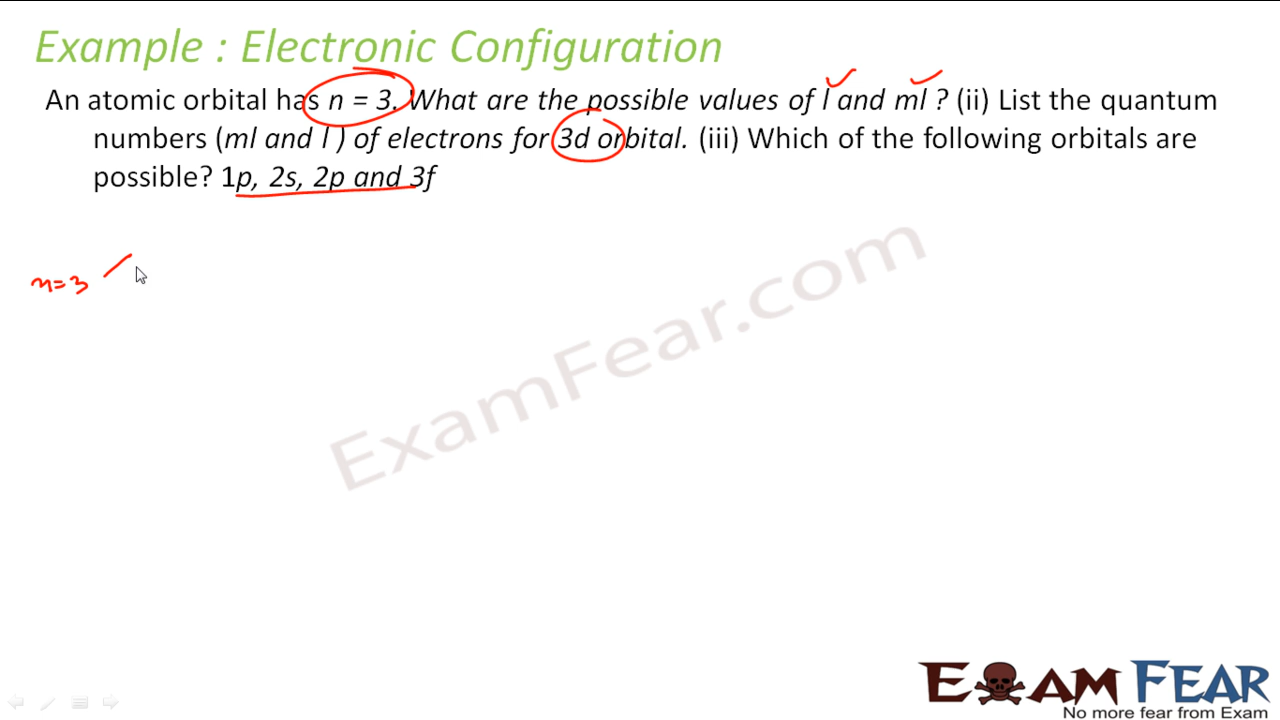 Example : Electronic Configuration
An atomic orbital has n = 3. What are the possible values of l and ml ? (ii) List the quantum
numbers (ml and l ) of electrons for 3d orbital. (iii) Which of the following orbitals are
possible? 1p, 2s, 2p and 3f
n=3
ExamFear.com
EXAM FEAR
No more fear from Exam